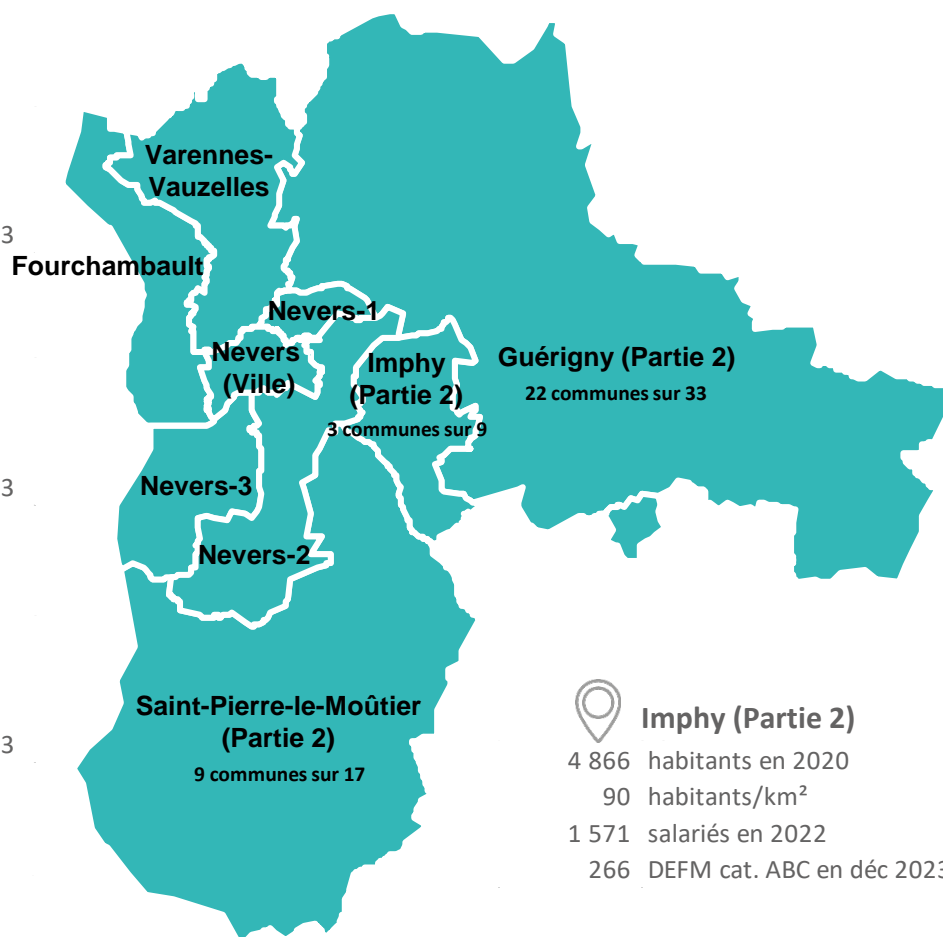 Varennes-
Vauzelles
3
Fourchambault
Nevers-1
Nevers
(Ville)
Imphy
(Partie 2)
3 communes sur 9
Guérigny (Partie 2)
22 communes sur 33
Nevers-3
3
Nevers-2
Saint-Pierre-le-Moûtier
(Partie 2)
9 communes sur 17
3
Imphy (Partie 2)
4 866 habitants en 2020
90 habitants/km²
1 571 salariés en 2022
266 DEFM cat. ABC en déc 2023